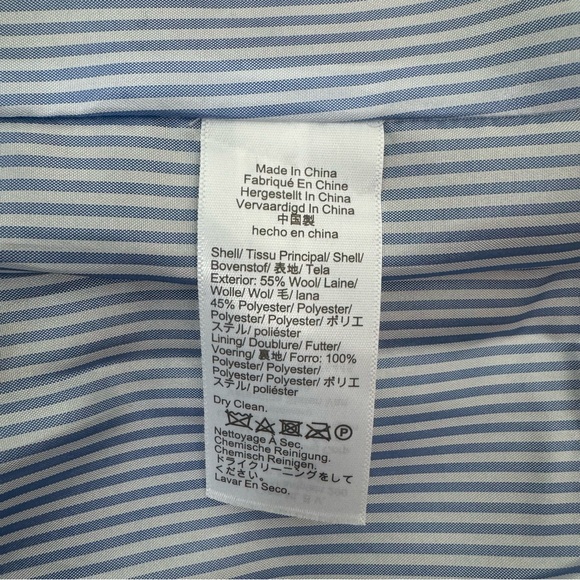 Made In China
Fabriqué En Chine
Hergestellt In China
Vervaardigd In China
中国製
hecho en china
Shell/ Tissu Principal/ Shell/
Bovenstof/ 表地/ Tela
Exterior: 55% Wool/ Laine/
Wolle/ Wol/ 毛/ lana
45% Polyester/ Polyester/
Polyester/ Polyester/ ポリエ
ステル/ poliéster
Lining/ Doublure/ Futter/
Voering/ 裏地/ Forro: 100%
Polyester/ Polyester/
Polyester/ Polyester/ ポリエ
ステル/ poliéster
Dry Clean.
P
Nettoyage À Sec.
Chemische Reinigung.
Chemisch Reinigen.
ドライクリーニングをして
ください。
Lavar En Seco.